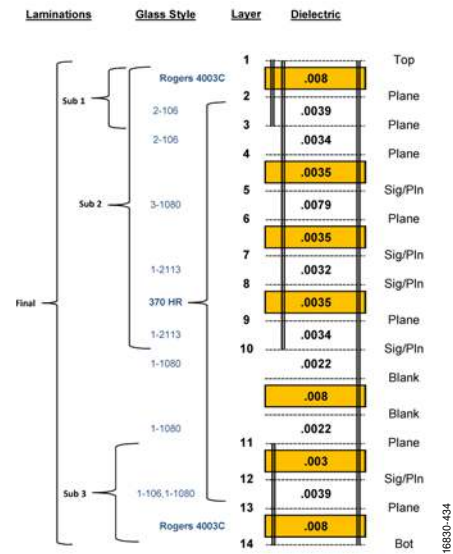 Laminations Glass Style Layer Dielectric
1 Top
Rogers 4003C .008
2 Plane
Sub 1
2-106 .0039
3 Plane
2-106 .0034
4 Plane
.0035
5 Sig/Pln
Sub 2 3-1080 .0079
6 Plane
.0035
7 Sig/Pln
1-2113 .0032
8 Sig/Pln
Final 370 HR .0035
9 Plane
1-2113 .0034
10 Sig/Pln
1-1080 .0022
Blank
.008
Blank
1-1080 .0022
11 Plane
.003
12 Sig/Pln
Sub 3 1-106,1-1080 .0039
13 Plane
Rogers 4003C .008
14 Bot
16830-434